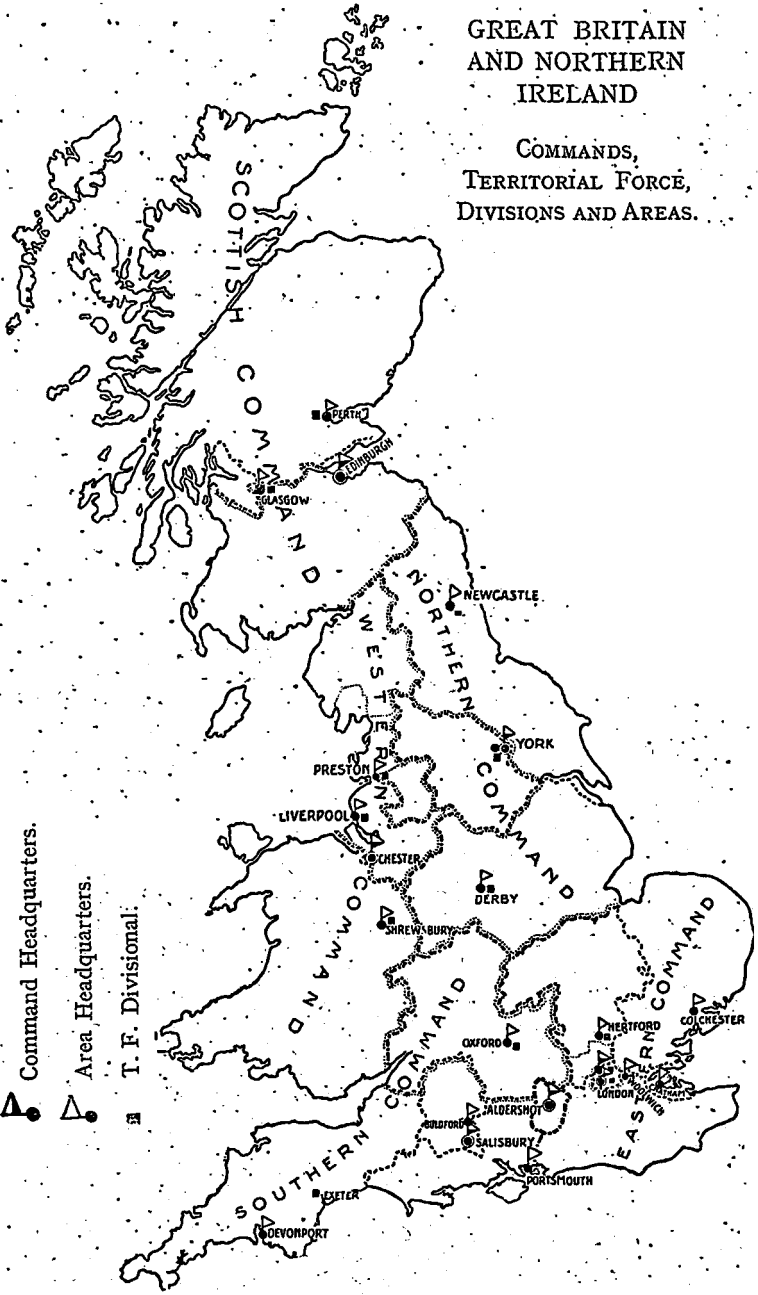 GREAT BRITAIN
AND NORTHERN
IRELAND
COMMANDS,
TERRITORIAL FORCE,
DIVISIONS AND AREAS.
SCOTTISH COMMAND
PERTH
EDINBURGH
GLASGOW
NORTHERN COMMAND
NEWCASTLE
WESTERN COMMAND
YORK
PRESTON
LIVERPOOL
CHESTER
DERBY
SHREWSBURY
EASTERN COMMAND
COLCHESTER
HERTFORD
OXFORD
LONDON
WOOLWICH
CHATHAM
SOUTHERN COMMAND
ALDERSHOT
BULDFORD
SALISBURY
PORTSMOUTH
EXETER
DEVONPORT
Command Headquarters.
Area Headquarters.
T. F. Divisional: